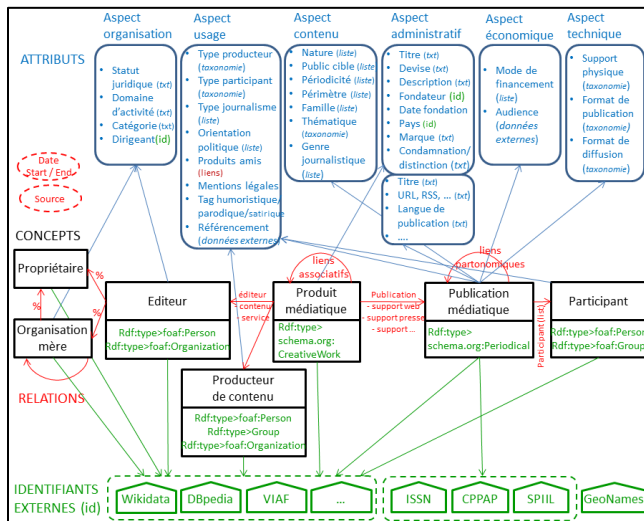 Aspect organisation
Aspect usage
Aspect contenu
Aspect administratif
Aspect économique
Aspect technique
ATTRIBUTS
• Statut juridique (txt)
• Domaine d'activité (txt)
• Catégorie (txt)
• Dirigeant(id)
• Type producteur (taxonomie)
• Type participant (taxonomie)
• Type journalisme (liste)
• Orientation politique (liste)
• Produits amis (liens)
• Mentions légales
• Tag humoristique/parodique/satirique
• Référencement (données externes)
• Nature (liste)
• Public cible (liste)
• Périodicité (liste)
• Périmètre (liste)
• Famille (liste)
• Thématique (taxonomie)
• Genre journalistique (liste)
• Titre (txt)
• Devise (txt)
• Description (txt)
• Fondateur (id)
• Date fondation
• Pays (id)
• Marque (txt)
• Condamnation/distinction (txt)
• Titre (txt)
• URL, RSS, ... (txt)
• Langue de publication (txt)
• ....
• Mode de financement (liste)
• Audience (données externes)
• Support physique (taxonomie)
• Format de publication (taxonomie)
• Format de diffusion (taxonomie)
Date Start / End
Source
CONCEPTS
Propriétaire
%
%
%
Organisation mère
RELATIONS
Editeur
Rdf:type>foaf:Person
Rdf:type>foaf:Organization
éditeur
- contenu
- service
liens associatifs
Produit médiatique
Rdf:type>
schema.org:
CreativeWork
Publication
- support web
- support presse
- support ...
liens partonomiques
Publication médiatique
Rdf:type>
schema.org:Periodical
Participant(list)
Participant
Rdf:type>foaf:Person
Rdf:type>foaf:Group
Producteur de contenu
Rdf:type>foaf:Person
Rdf:type>Group
Rdf:type>foaf:Organization
IDENTIFIANTS
EXTERNES (id)
Wikidata
DBpedia
VIAF
...
ISSN
CPPAP
SPIIL
GeoNames